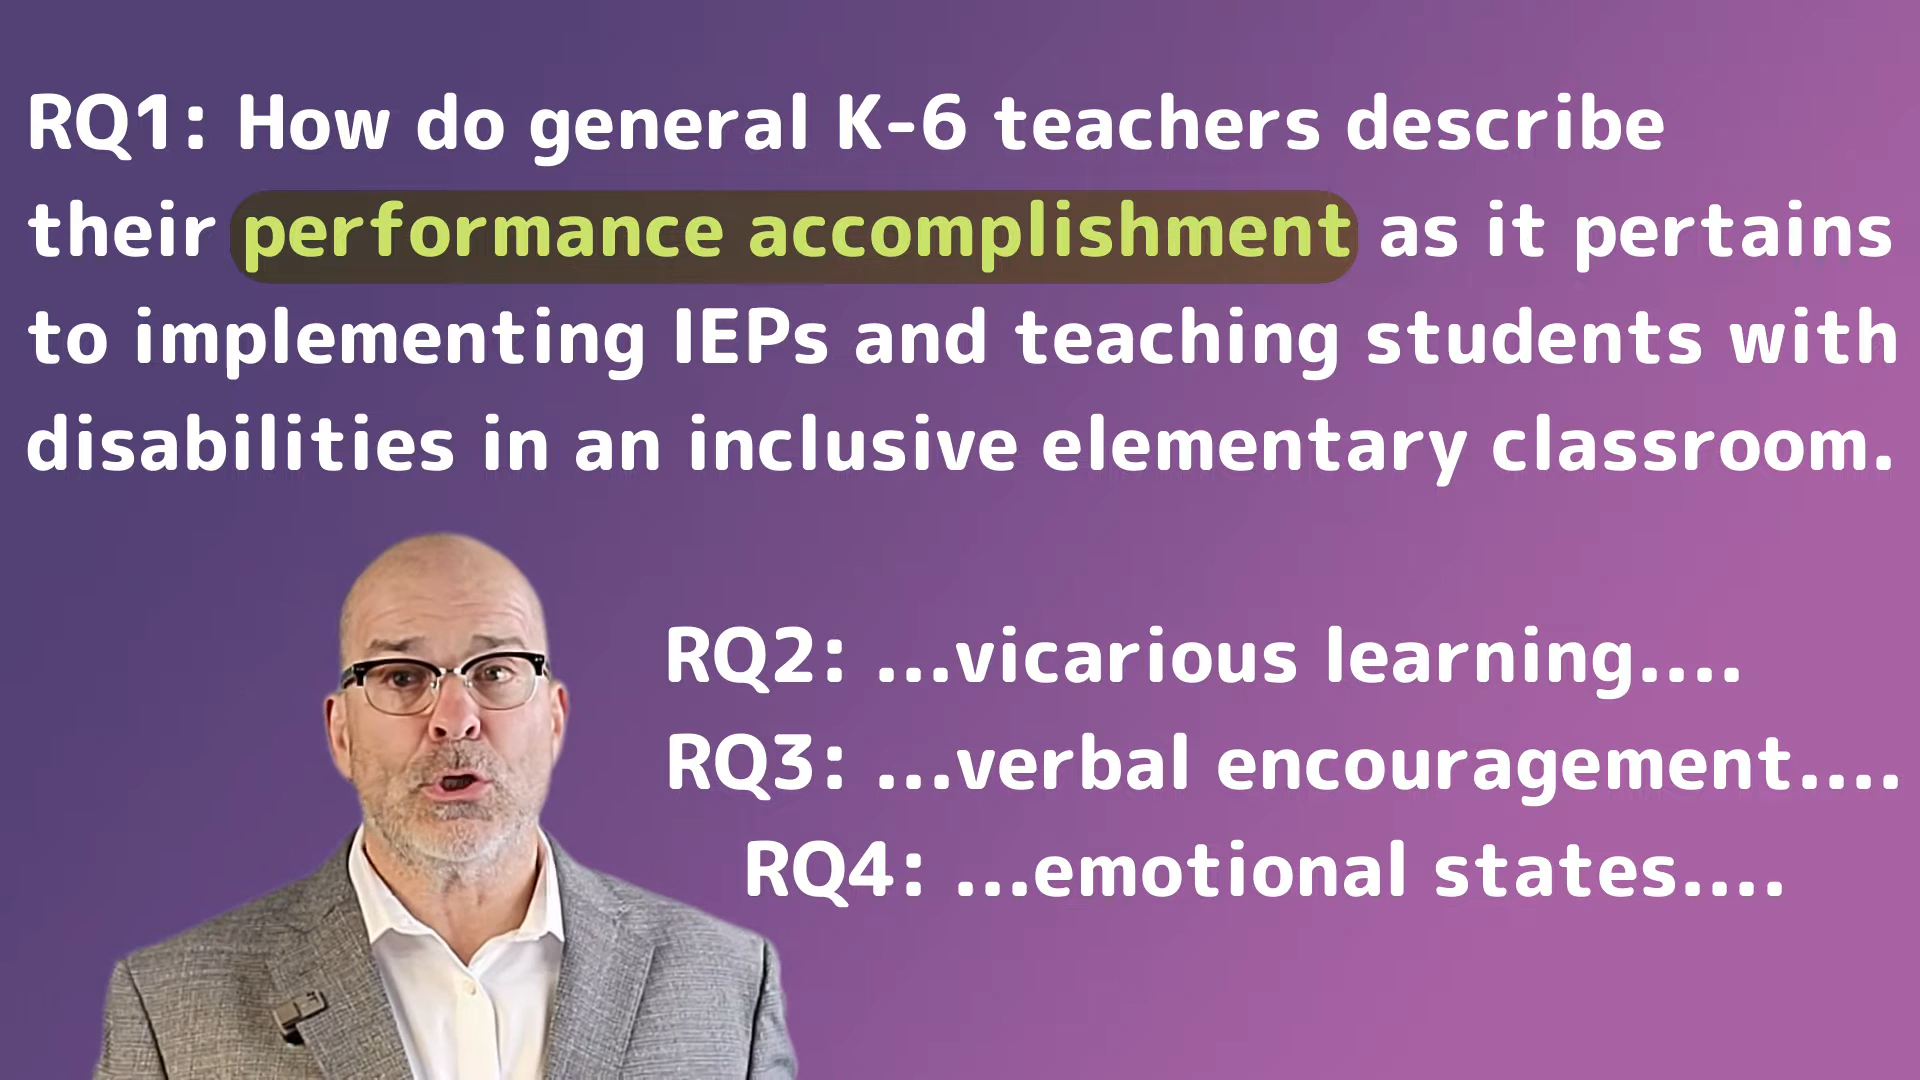 RQ1: How do general K-6 teachers describe
their performance accomplishment as it pertains
to implementing IEPs and teaching students with
disabilities in an inclusive elementary classroom.
RQ2: ...vicarious learning....
RQ3: ...verbal encouragement....
RQ4: ...emotional states....